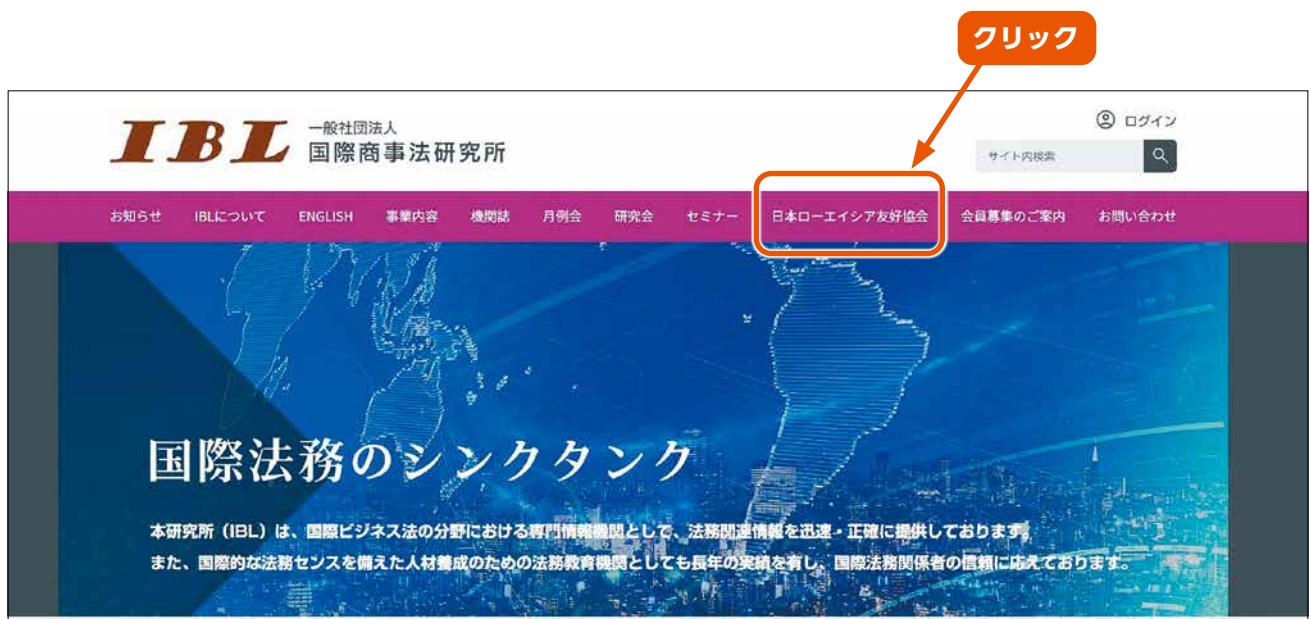 クリック
IBL
一般社団法人
国際商事法研究所
ログイン
サイト内検索
お知らせ IBLについて ENGLISH 事業内容 機関誌 月例会 研究会 セミナー 日本ローエイシア友好協会 会員募集のご案内 お問い合わせ
国際法務のシンクタンク
本研究所（IBL）は、国際ビジネス法の分野における専門情報機関として、法務関連情報を迅速・正確に提供しております。
また、国際的な法務センスを備えた人材養成のための法務教育機関としても長年の実績を有し、国際法務関係者の信頼に応えております。